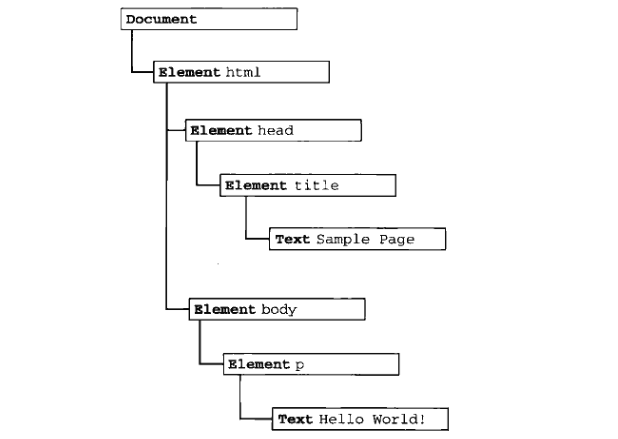 Document
Element html
Element head
Element title
Text Sample Page
Element body
Element p
Text Hello World!